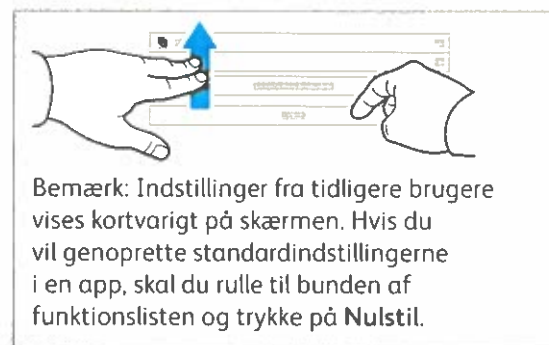 Bemærk: Indstillinger fra tidligere brugere
vises kortvarigt på skærmen. Hvis du
vil genoprette standardindstillingerne
i en app, skal du rulle til bunden af
funktionslisten og trykke på Nulstil.